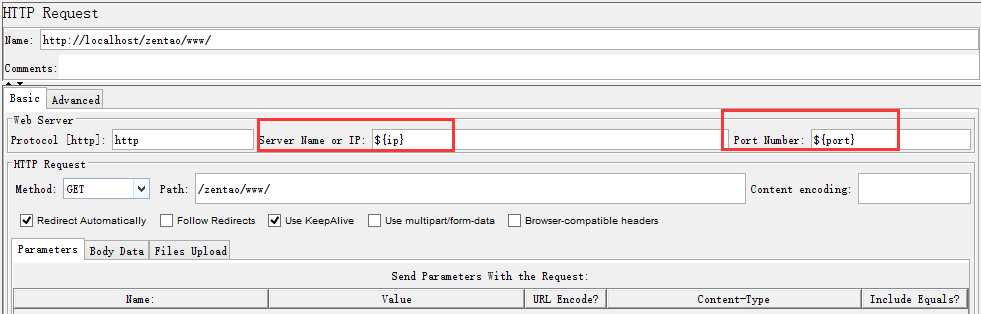 HTTP Request
Name: http://localhost/zentao/www/
Comments:
Basic Advanced
Web Server
Protocol [http]: http Server Name or IP: ${ip} Port Number: ${port}
HTTP Request
Method: GET Path: /zentao/www/ Content encoding:
Redirect Automatically Follow Redirects Use KeepAlive Use multipart/form-data Browser-compatible headers
Parameters Body Data Files Upload
Send Parameters With the Request:
Name: Value URL Encode? Content-Type Include Equals?